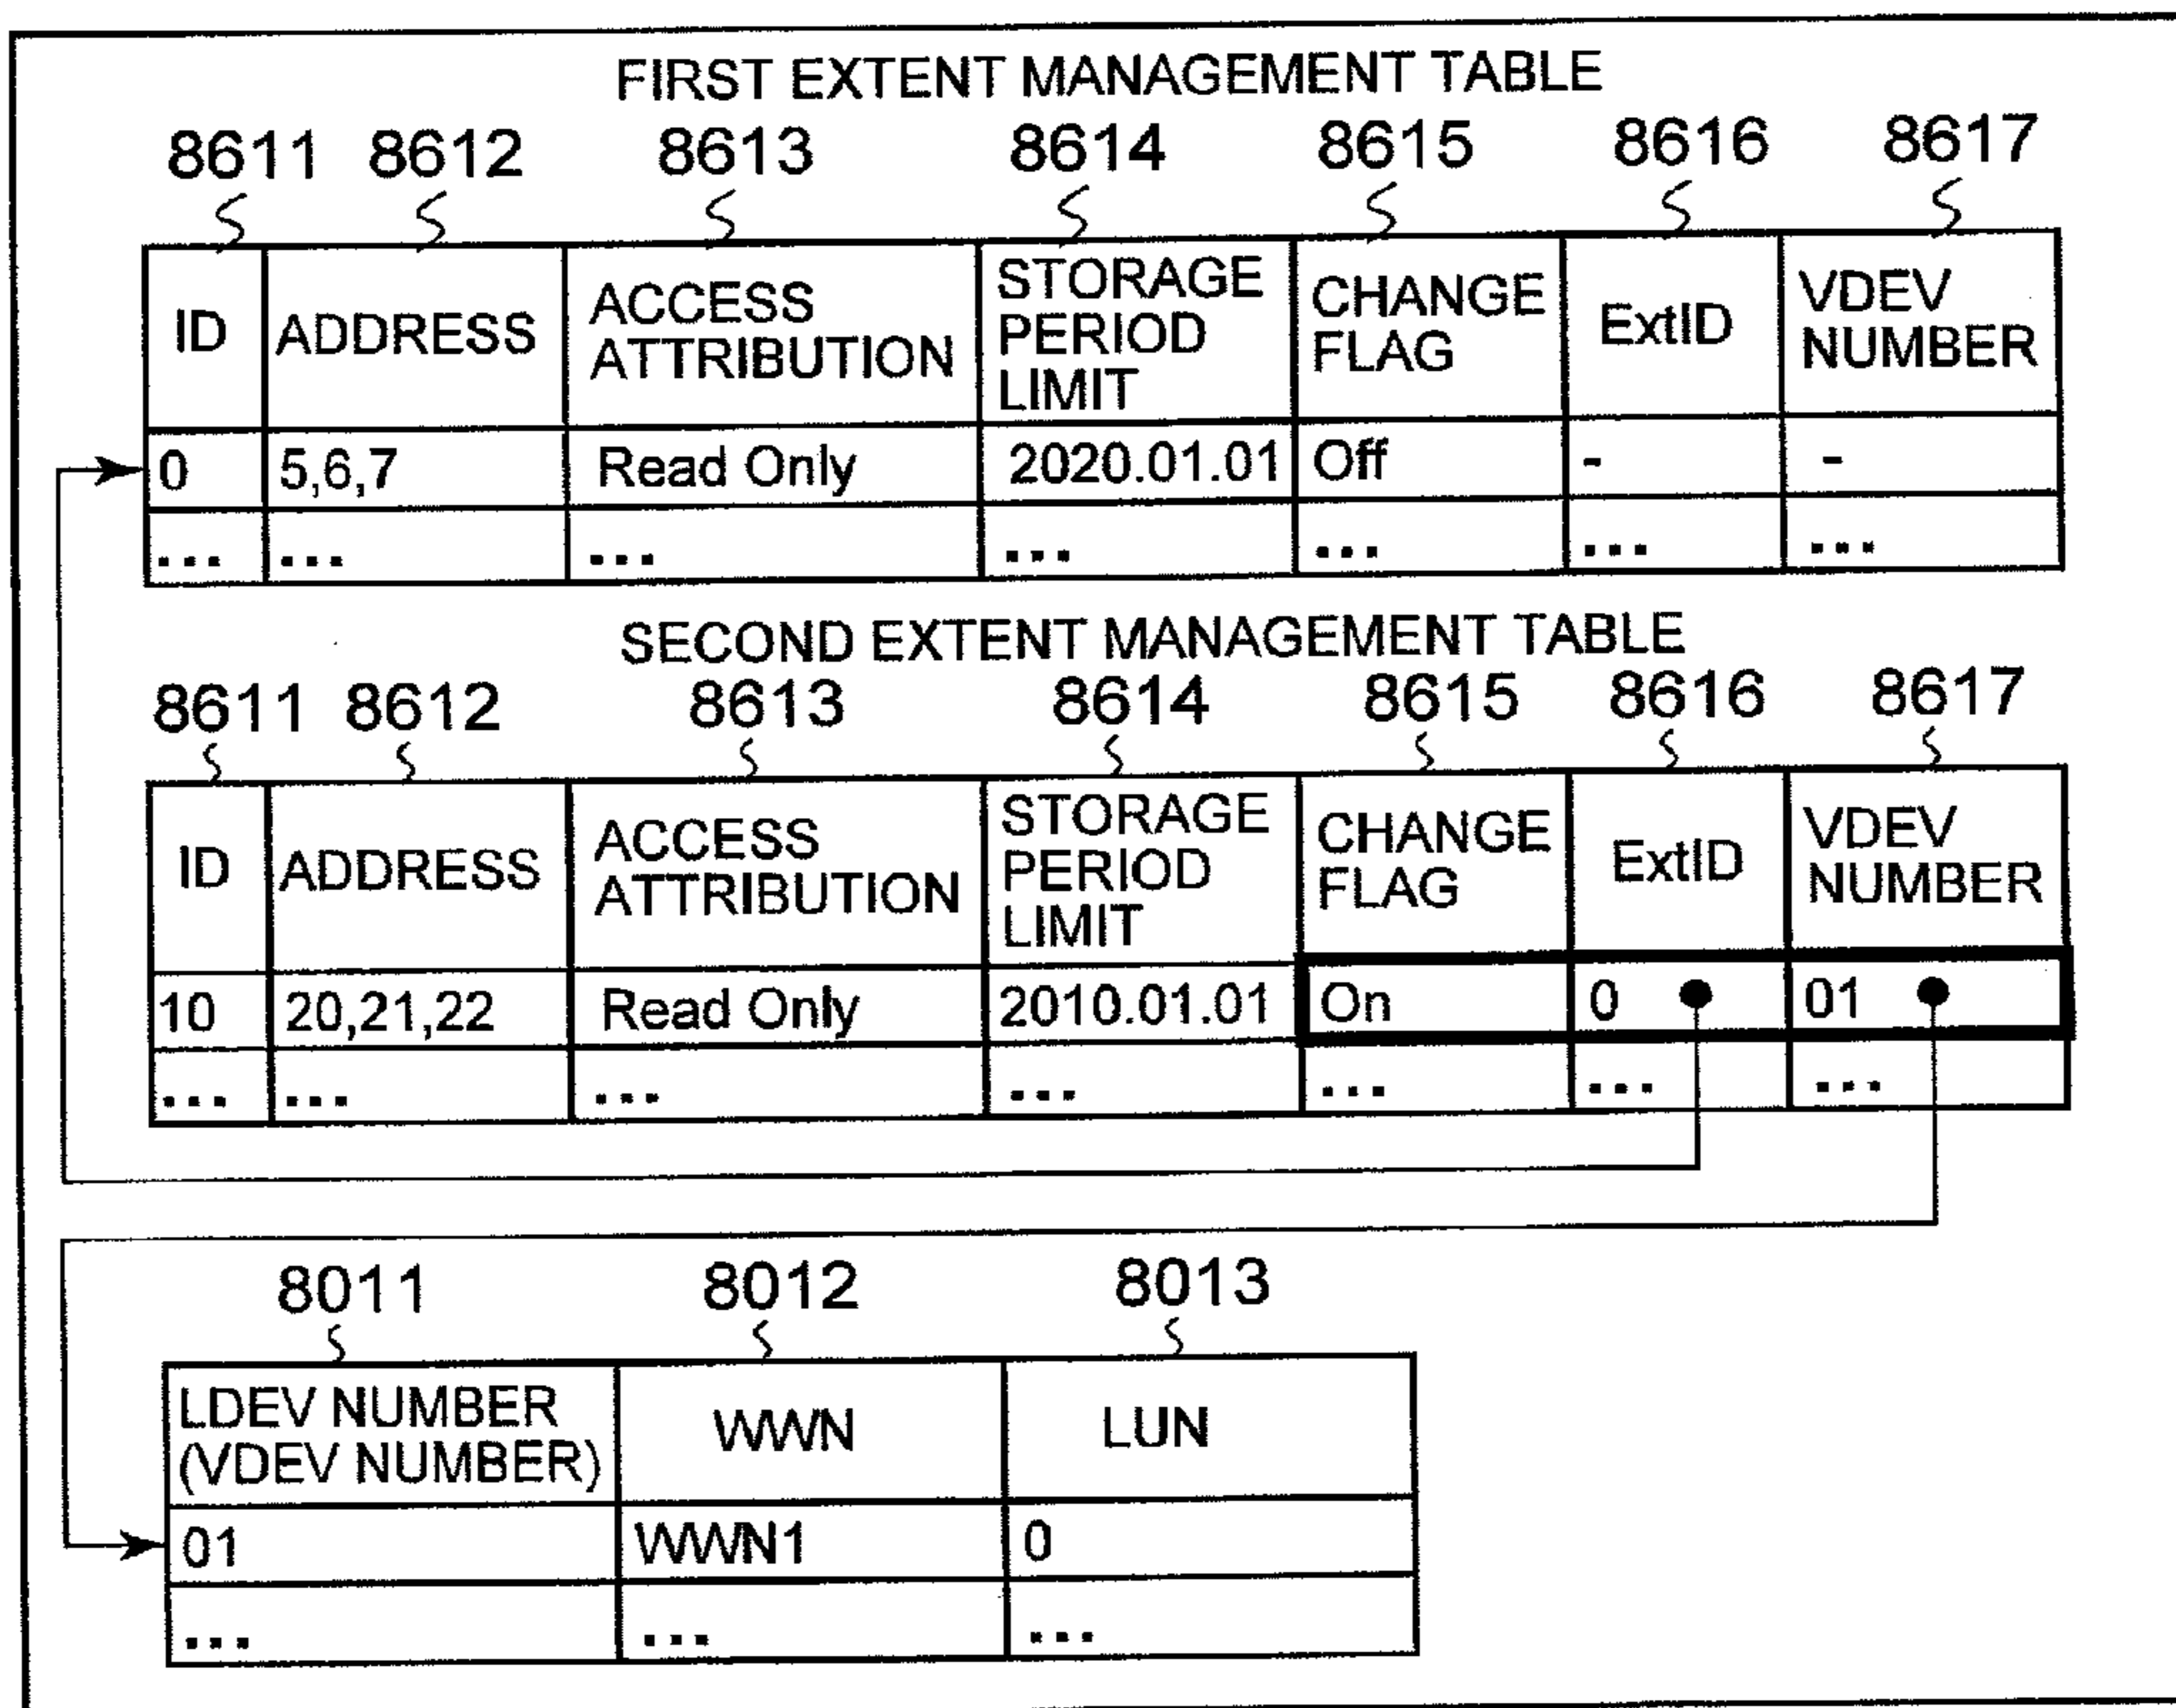 FIRST EXTENT MANAGEMENT TABLE
8611 8612 8613 8614 8615 8616 8617
ID ADDRESS ACCESS ATTRIBUTION STORAGE PERIOD LIMIT CHANGE FLAG ExtID VDEV NUMBER
0 5,6,7 Read Only 2020.01.01 Off - -
... ... ... ... ... ... ...
SECOND EXTENT MANAGEMENT TABLE
8611 8612 8613 8614 8615 8616 8617
ID ADDRESS ACCESS ATTRIBUTION STORAGE PERIOD LIMIT CHANGE FLAG ExtID VDEV NUMBER
10 20,21,22 Read Only 2010.01.01 On 0 01
... ... ... ... ... ... ...
8011 8012 8013
LDEV NUMBER (VDEV NUMBER) WWN LUN
01 WWN1 0
... ... ...